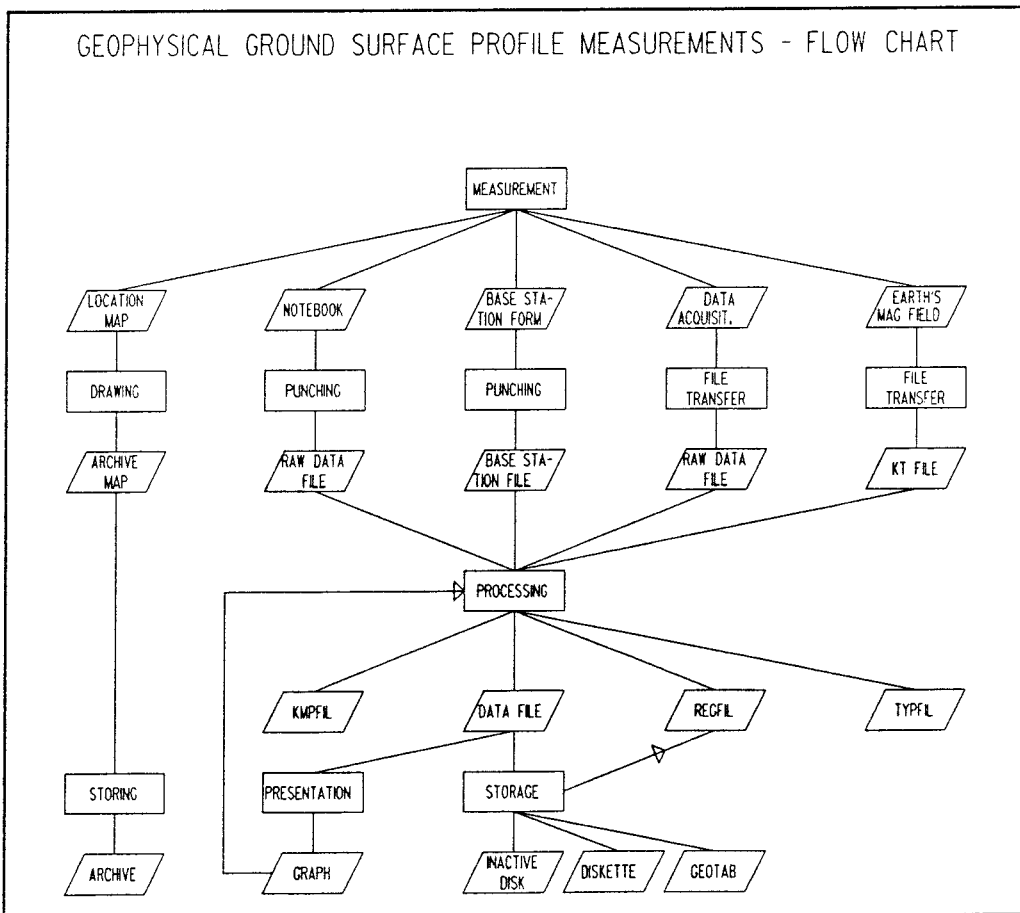 GEOPHYSICAL GROUND SURFACE PROFILE MEASUREMENTS - FLOW CHART
MEASUREMENT
LOCATION
MAP
NOTEBOOK
BASE STA-
TION FORM
DATA
ACQUISIT.
EARTH'S
MAG FIELD
DRAWING
PUNCHING
PUNCHING
FILE
TRANSFER
FILE
TRANSFER
ARCHIVE
MAP
RAW DATA
FILE
BASE STA-
TION FILE
RAW DATA
FILE
KT FILE
PROCESSING
KMPFIL
DATA FILE
REGFIL
TYPFIL
STORING
PRESENTATION
STORAGE
ARCHIVE
GRAPH
INACTIVE
DISK
DISKETTE
GEOTAB